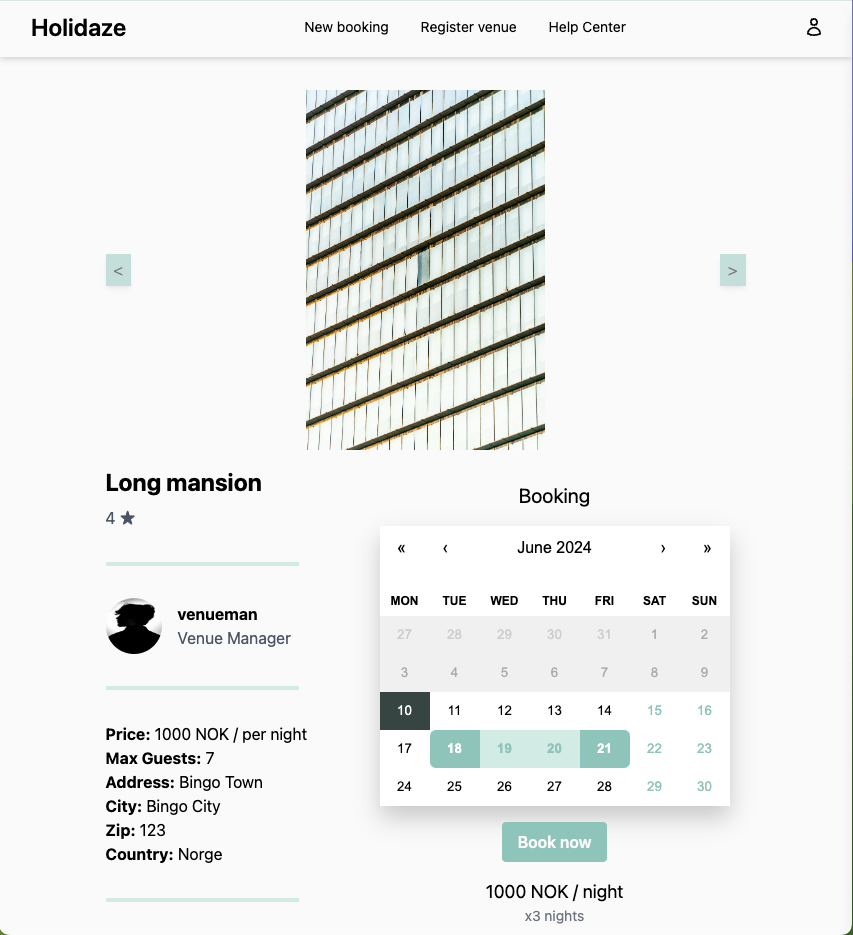 Holidaze New booking Register venue Help Center
< >
Long mansion
4 ★
venueman
Venue Manager
Price: 1000 NOK / per night
Max Guests: 7
Address: Bingo Town
City: Bingo City
Zip: 123
Country: Norge
Booking
« ‹ June 2024 › »
MON TUE WED THU FRI SAT SUN
27 28 29 30 31 1 2
3 4 5 6 7 8 9
10 11 12 13 14 15 16
17 18 19 20 21 22 23
24 25 26 27 28 29 30
Book now
1000 NOK / night
x3 nights